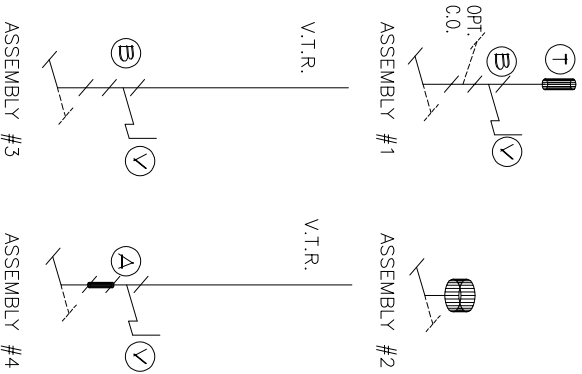 T
B
V
OPT.
C.O.
ASSEMBLY #1
ASSEMBLY #2
V.T.R.
B
V
ASSEMBLY #3
V.T.R.
A
V
ASSEMBLY #4